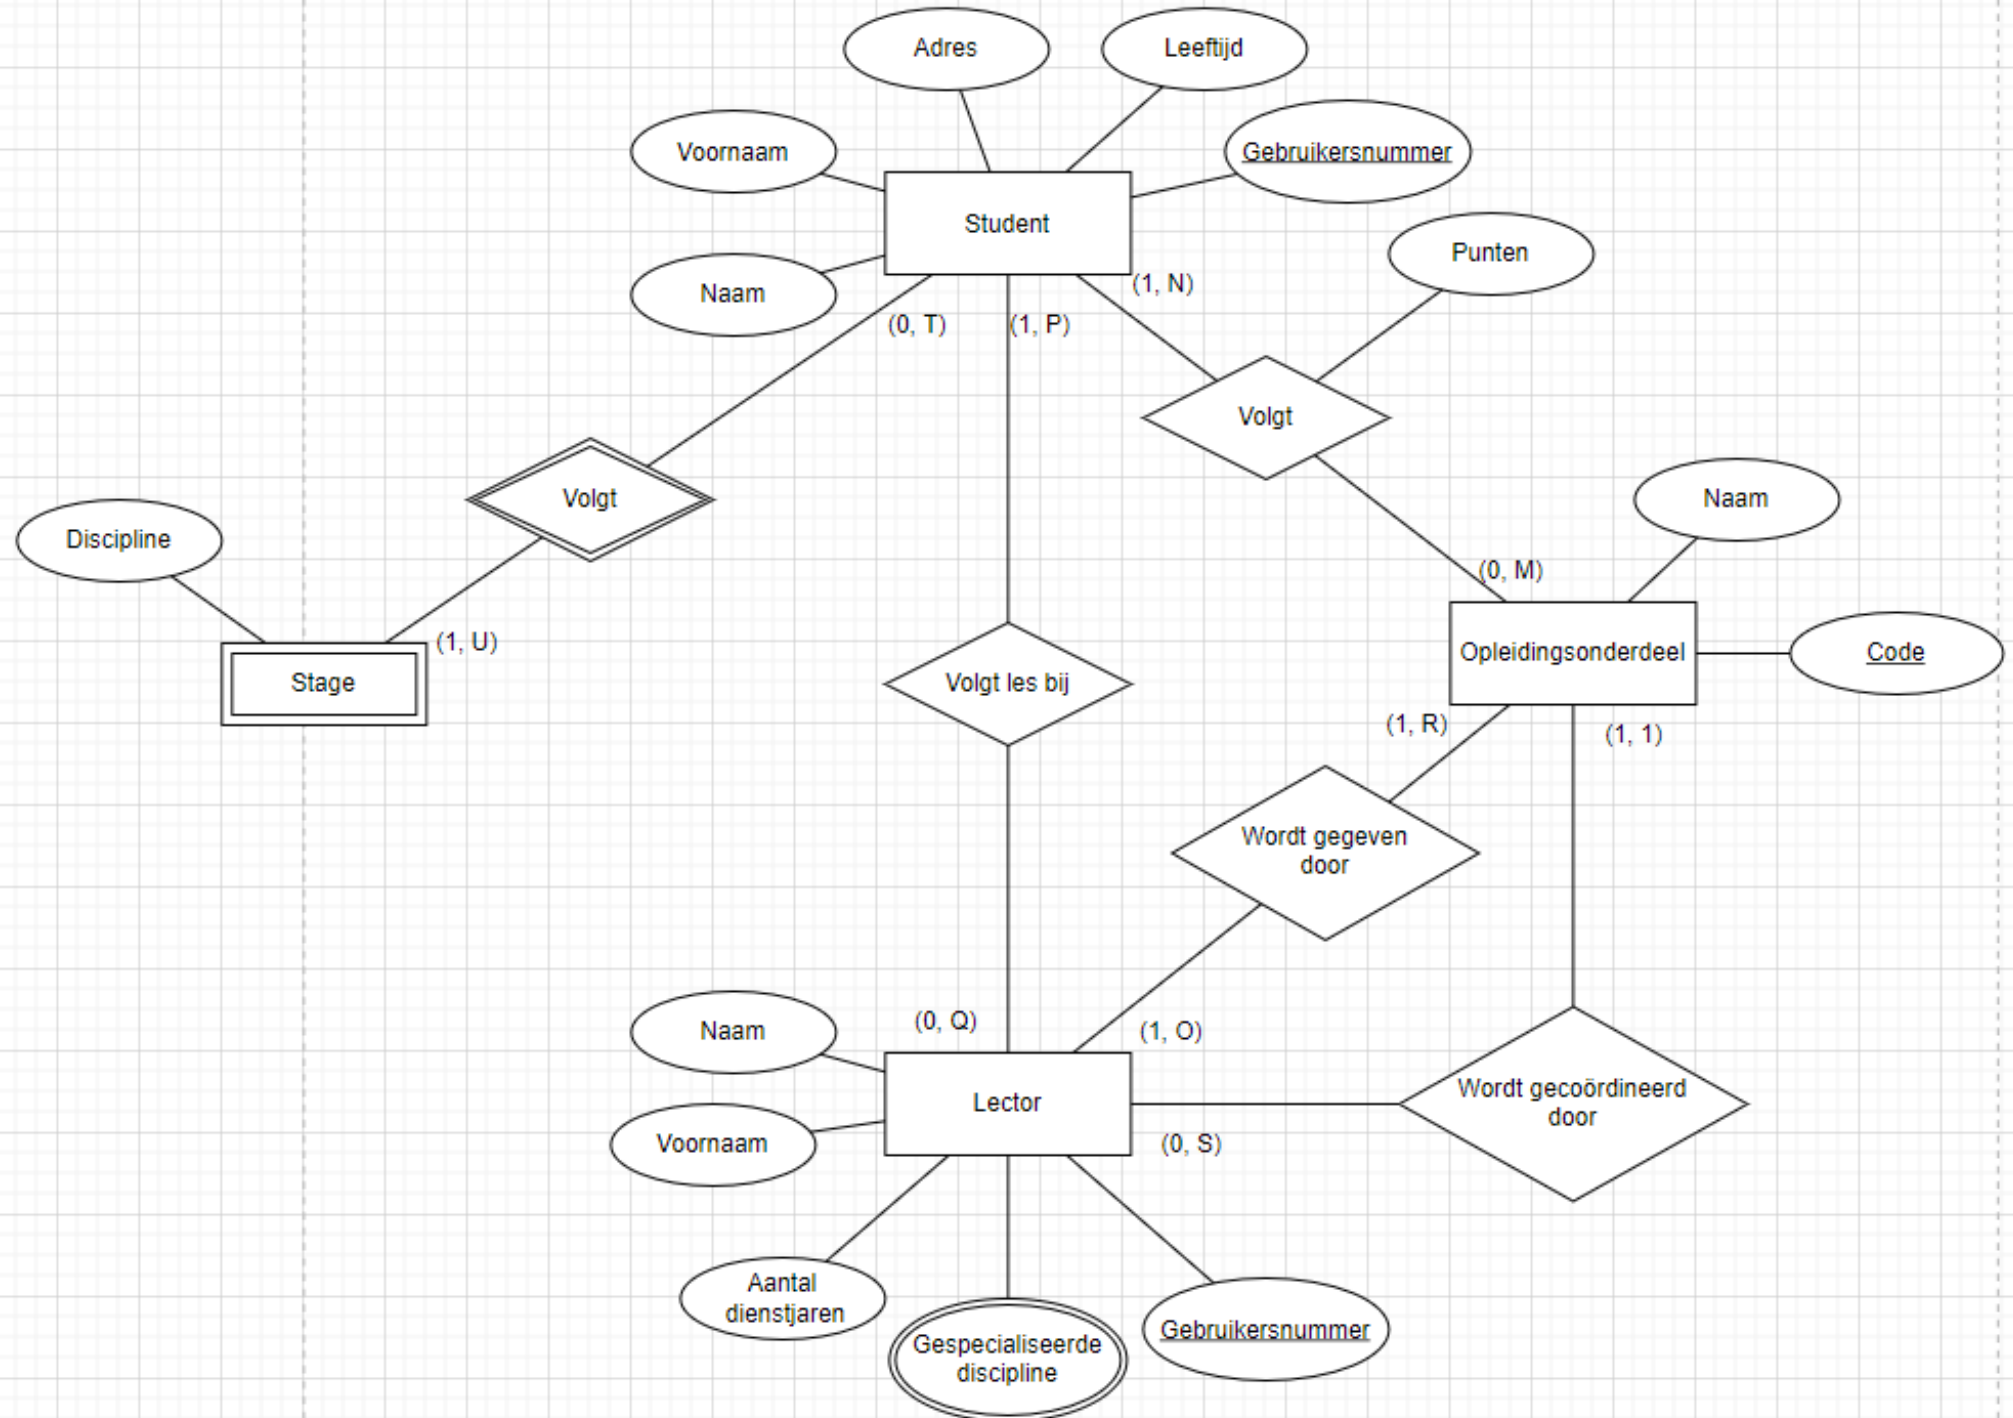 Adres
Leeftijd
Voornaam
Gebruikersnummer
Student
Punten
Naam
(1, N)
(0, T)
(1, P)
Volgt
Volgt
Naam
Discipline
(0, M)
(1, U)
Opleidingsonderdeel
Code
Stage
Volgt les bij
(1, R)
(1, 1)
Wordt gegeven
door
Naam
(0, Q)
(1, O)
Wordt gecoördineerd
door
Lector
Voornaam
(0, S)
Aantal
dienstjaren
Gespecialiseerde
discipline
Gebruikersnummer